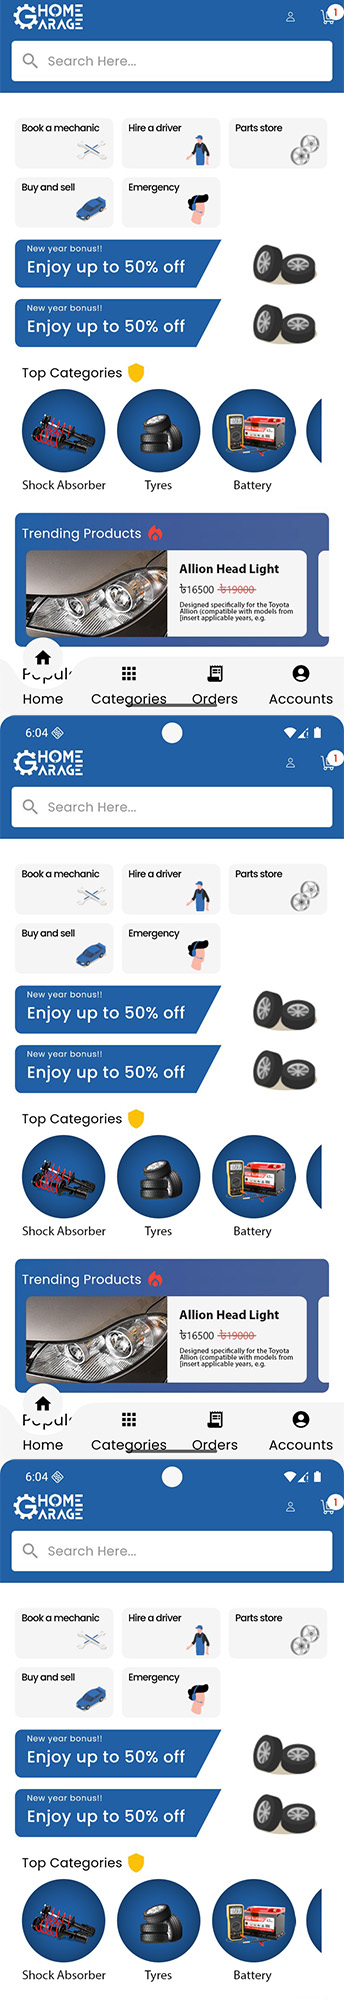 HOME
GARAGE
1
Search Here...
Book a mechanic
Hire a driver
Parts store
Buy and sell
Emergency
New year bonus!!
Enjoy up to 50% off
New year bonus!!
Enjoy up to 50% off
Top Categories
Shock Absorber
Tyres
Battery
Trending Products
Allion Head Light
৳16500 ৳19000
Designed specifically for the Toyota
Allion (compatible with models from
[insert applicable years, e.g.
Popul
Home
Categories
Orders
Accounts
6:04
HOME
GARAGE
1
Search Here...
Book a mechanic
Hire a driver
Parts store
Buy and sell
Emergency
New year bonus!!
Enjoy up to 50% off
New year bonus!!
Enjoy up to 50% off
Top Categories
Shock Absorber
Tyres
Battery
Trending Products
Allion Head Light
৳16500 ৳19000
Designed specifically for the Toyota
Allion (compatible with models from
[insert applicable years, e.g.
Popul
Home
Categories
Orders
Accounts
6:04
HOME
GARAGE
1
Search Here...
Book a mechanic
Hire a driver
Parts store
Buy and sell
Emergency
New year bonus!!
Enjoy up to 50% off
New year bonus!!
Enjoy up to 50% off
Top Categories
Shock Absorber
Tyres
Battery